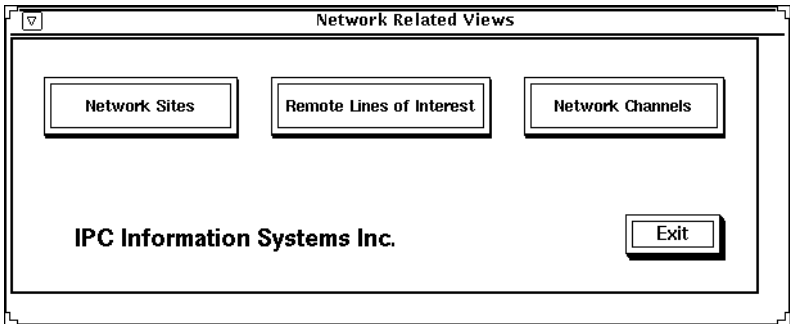 Network Related Views
Network Sites
Remote Lines of Interest
Network Channels
IPC Information Systems Inc.
Exit